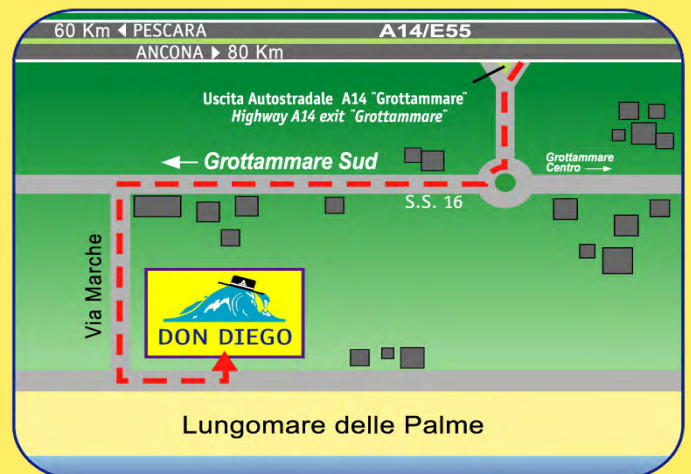 60 Km ◄ PESCARA
A14/E55
ANCONA ► 80 Km
Uscita Autostradale A14 "Grottammare"
Highway A14 exit "Grottammare"
← Grottammare Sud
Grottammare
Centro →
S.S. 16
Via Marche
DON DIEGO
Lungomare delle Palme